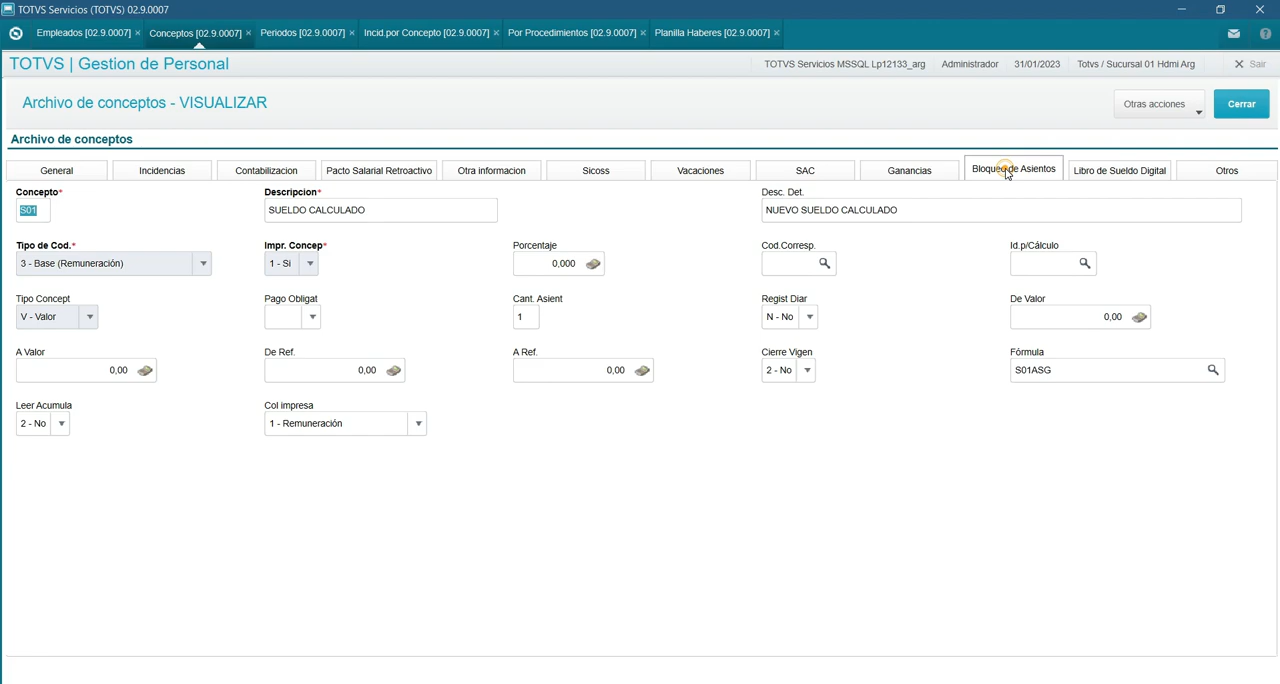 TOTVS Servicios (TOTVS) 02.9.0007
Empleados [02.9.0007] × Conceptos [02.9.0007] × Periodos [02.9.0007] × Incid.por Concepto [02.9.0007] × Por Procedimientos [02.9.0007] × Planilla Haberes [02.9.0007] ×
TOTVS | Gestion de Personal TOTVS Servicios MSSQL Lp12133_arg Administrador 31/01/2023 Totvs / Sucursal 01 Hdmi Arg Sair
Archivo de conceptos - VISUALIZAR Otras acciones Cerrar
Archivo de conceptos
General Incidencias Contabilizacion Pacto Salarial Retroactivo Otra informacion Sicoss Vacaciones SAC Ganancias Bloqueo de Asientos Libro de Sueldo Digital Otros
Concepto* Descripcion* Desc. Det.
S01 SUELDO CALCULADO NUEVO SUELDO CALCULADO
Tipo de Cod.* Impr. Concep* Porcentaje Cod.Corresp. Id.p/Cálculo
3 - Base (Remuneración) 1 - Si 0,000
Tipo Concept Pago Obligat Cant. Asient Regist Diar De Valor
V - Valor 1 N - No 0,00
A Valor De Ref. A Ref. Cierre Vigen Fórmula
0,00 0,00 0,00 2 - No S01ASG
Leer Acumula Col impresa
2 - No 1 - Remuneración